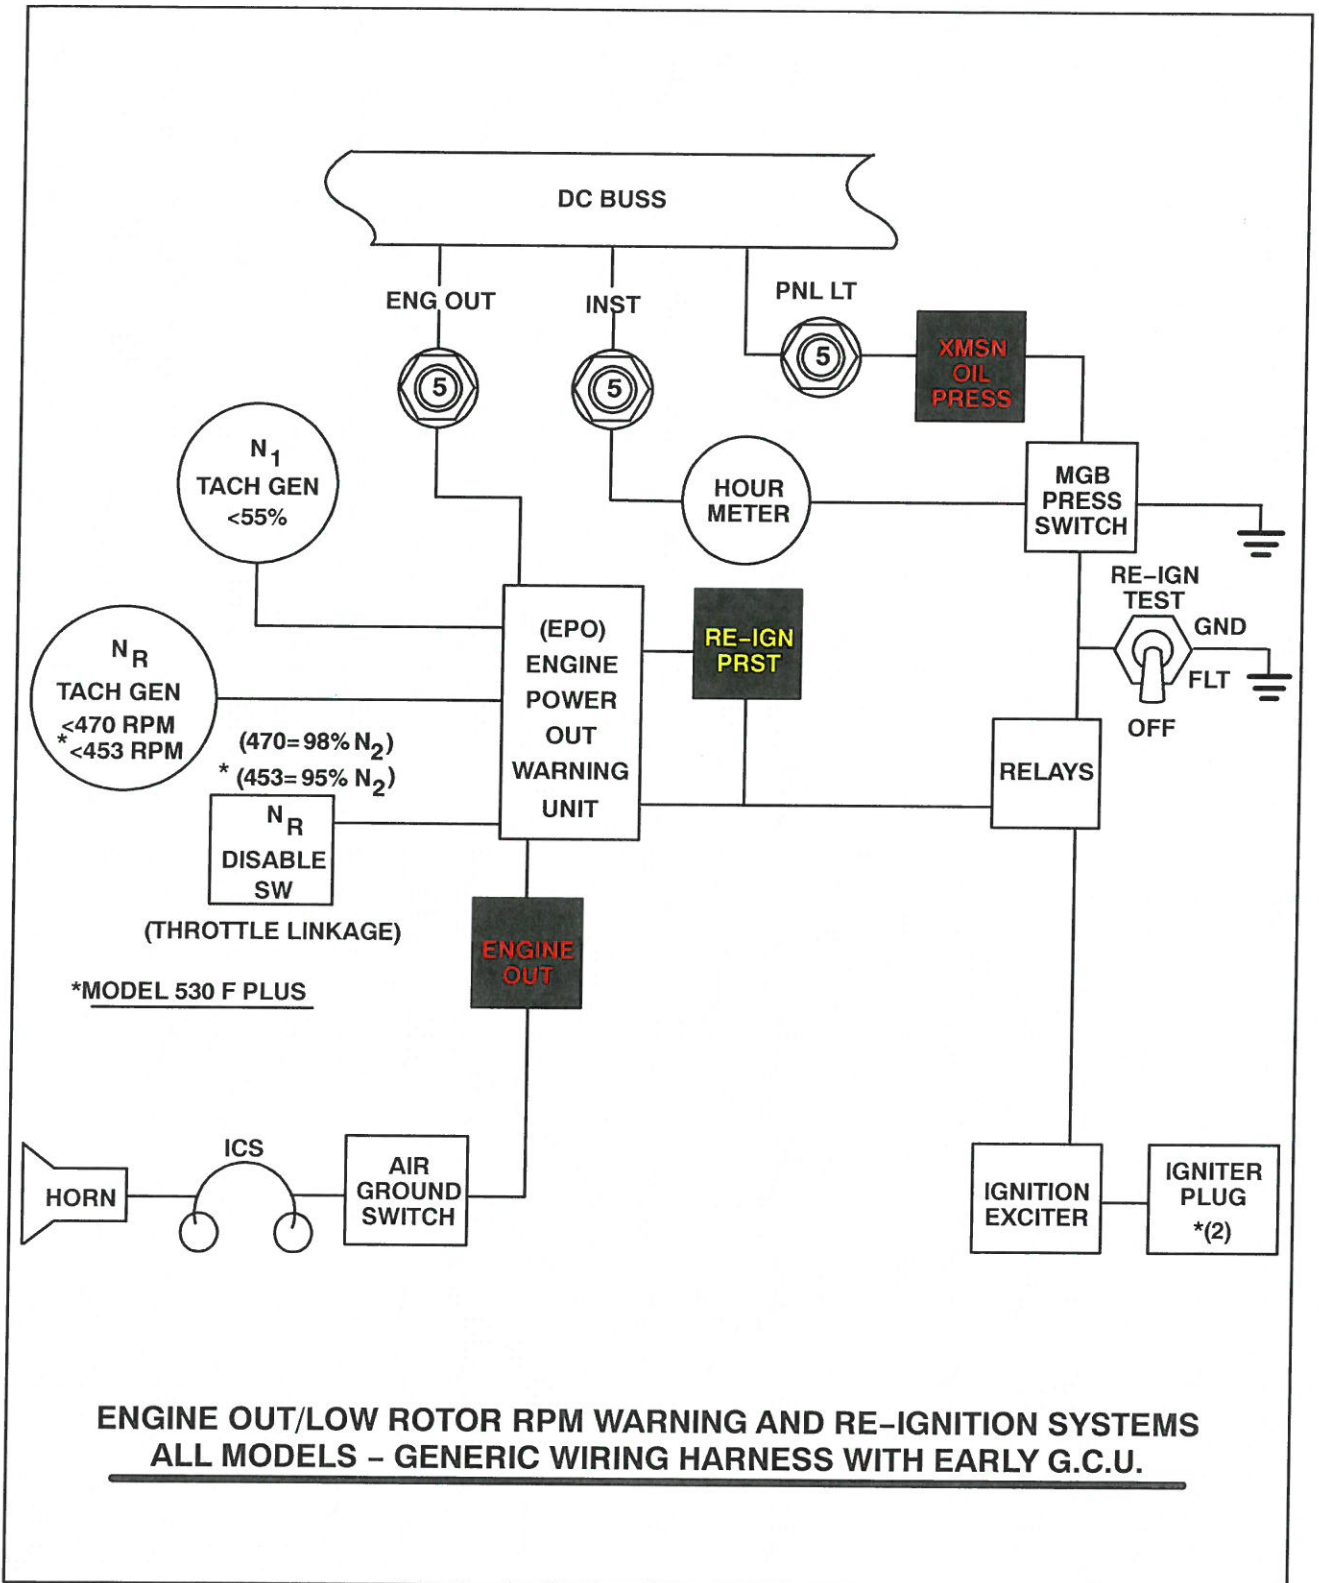 DC BUSS
ENG OUT
INST
PNL LT
5
5
5
XMSN
OIL
PRESS
N1
TACH GEN
<55%
HOUR
METER
MGB
PRESS
SWITCH
RE–IGN
TEST
GND
FLT
OFF
NR
TACH GEN
<470 RPM
*<453 RPM
(470=98% N2)
* (453=95% N2)
(EPO)
ENGINE
POWER
OUT
WARNING
UNIT
RE–IGN
PRST
RELAYS
NR
DISABLE
SW
(THROTTLE LINKAGE)
ENGINE
OUT
*MODEL 530 F PLUS
HORN
ICS
AIR
GROUND
SWITCH
IGNITION
EXCITER
IGNITER
PLUG
*(2)
ENGINE OUT/LOW ROTOR RPM WARNING AND RE–IGNITION SYSTEMS
ALL MODELS – GENERIC WIRING HARNESS WITH EARLY G.C.U.